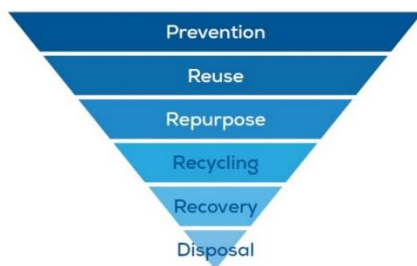 Prevention
Reuse
Repurpose
Recycling
Recovery
Disposal